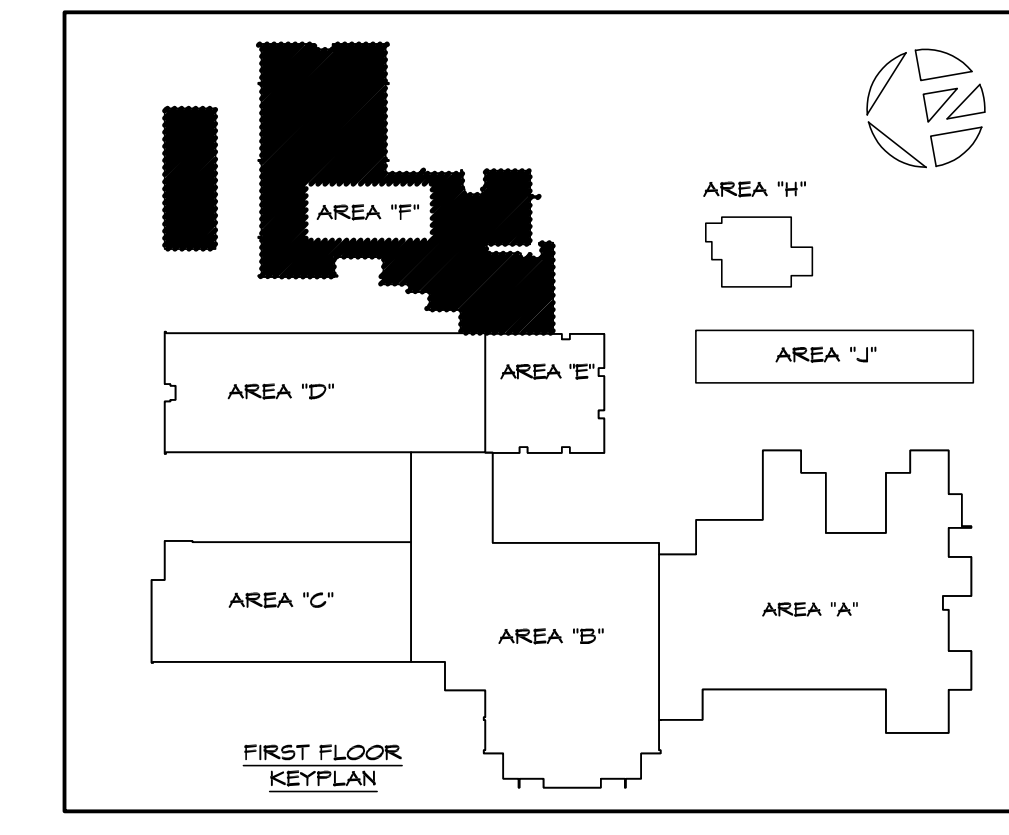 AREA "H"
AREA "F"
AREA "J"
AREA "E"
AREA "D"
AREA "C"
AREA "A"
AREA "B"
FIRST FLOOR
KEYPLAN
N